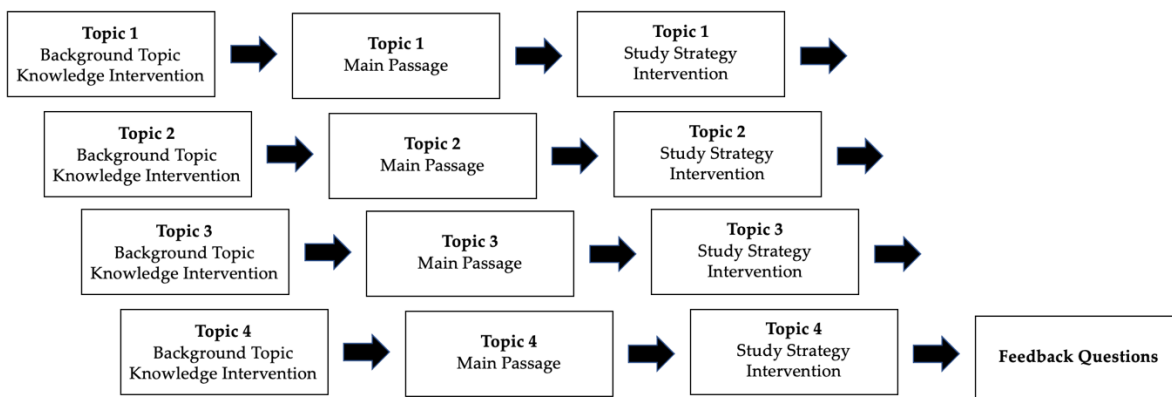 Topic 1
Background Topic
Knowledge Intervention
Topic 1
Main Passage
Topic 1
Study Strategy
Intervention
Topic 2
Background Topic
Knowledge Intervention
Topic 2
Main Passage
Topic 2
Study Strategy
Intervention
Topic 3
Background Topic
Knowledge Intervention
Topic 3
Main Passage
Topic 3
Study Strategy
Intervention
Topic 4
Background Topic
Knowledge Intervention
Topic 4
Main Passage
Topic 4
Study Strategy
Intervention
Feedback Questions